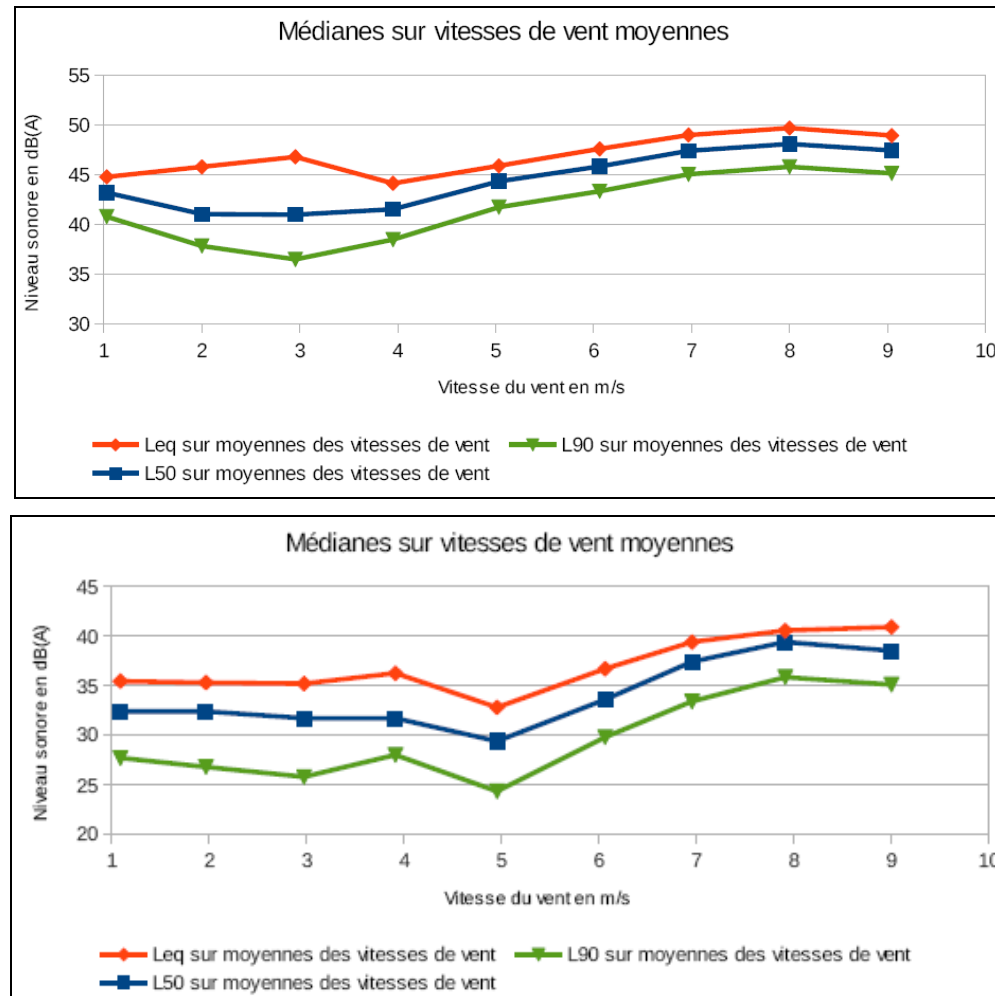 Médianes sur vitesses de vent moyennes
Niveau sonore en dB(A)
55
50
45
40
35
30
1 2 3 4 5 6 7 8 9 10
Vitesse du vent en m/s
Leq sur moyennes des vitesses de vent L90 sur moyennes des vitesses de vent
L50 sur moyennes des vitesses de vent
Médianes sur vitesses de vent moyennes
Niveau sonore en dB(A)
45
40
35
30
25
20
1 2 3 4 5 6 7 8 9 10
Vitesse du vent en m/s
Leq sur moyennes des vitesses de vent L90 sur moyennes des vitesses de vent
L50 sur moyennes des vitesses de vent